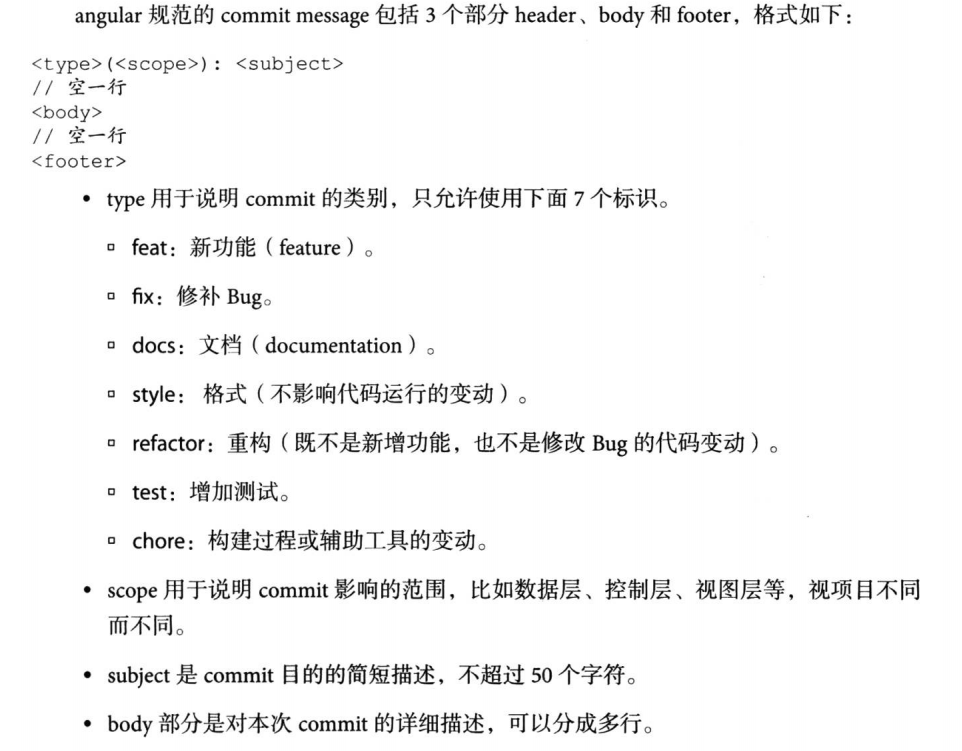 angular 规范的 commit message 包括 3 个部分 header、body 和 footer，格式如下：
<type>(<scope>): <subject>
// 空一行
<body>
// 空一行
<footer>
• type 用于说明 commit 的类别，只允许使用下面 7 个标识。
▫ feat：新功能（feature）。
▫ fix：修补 Bug。
▫ docs：文档（documentation）。
▫ style： 格式（不影响代码运行的变动）。
▫ refactor：重构（既不是新增功能，也不是修改 Bug 的代码变动）。
▫ test：增加测试。
▫ chore：构建过程或辅助工具的变动。
• scope 用于说明 commit 影响的范围，比如数据层、控制层、视图层等，视项目不同
而不同。
• subject 是 commit 目的的简短描述，不超过 50 个字符。
• body 部分是对本次 commit 的详细描述，可以分成多行。